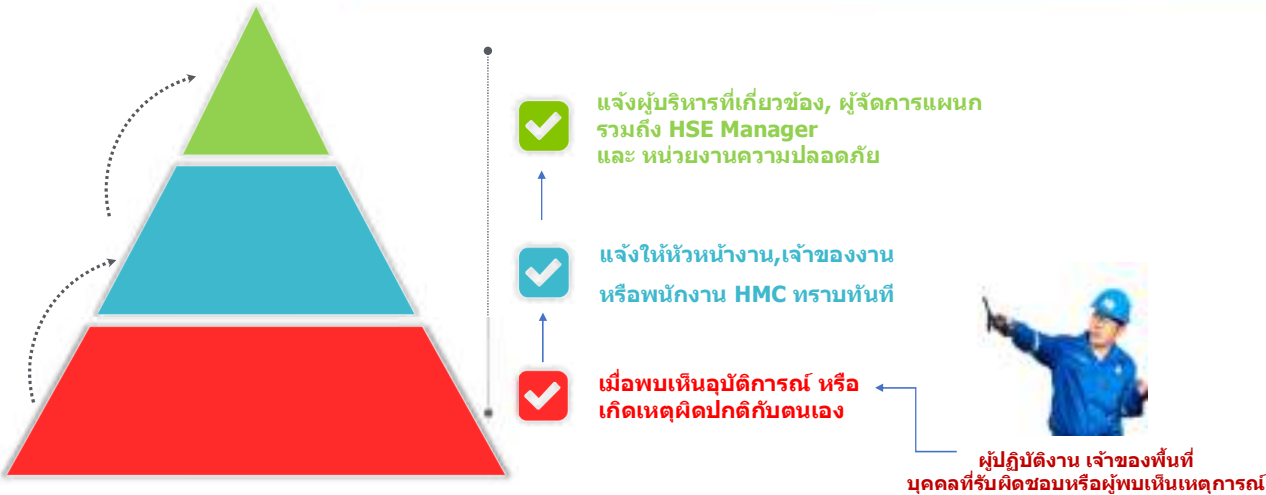 แจ้งผู้บริหารที่เกี่ยวข้อง, ผู้จัดการแผนก
รวมถึง HSE Manager
และ หน่วยงานความปลอดภัย
แจ้งให้หัวหน้างาน,เจ้าของงาน
หรือพนักงาน HMC ทราบทันที
เมื่อพบเห็นอุบัติการณ์ หรือ
เกิดเหตุผิดปกติกับตนเอง
ผู้ปฏิบัติงาน เจ้าของพื้นที่
บุคคลที่รับผิดชอบหรือผู้พบเห็นเหตุการณ์